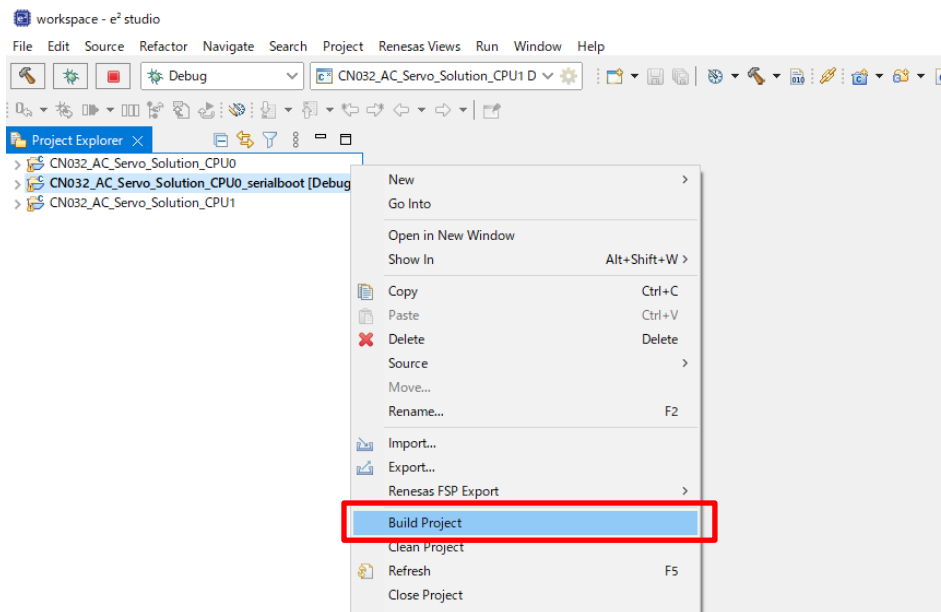 workspace - e² studio
File Edit Source Refactor Navigate Search Project Renesas Views Run Window Help
Debug CN032_AC_Servo_Solution_CPU1 D
Project Explorer
CN032_AC_Servo_Solution_CPU0
CN032_AC_Servo_Solution_CPU0_serialboot [Debug
CN032_AC_Servo_Solution_CPU1
New
Go Into
Open in New Window
Show In Alt+Shift+W >
Copy Ctrl+C
Paste Ctrl+V
Delete Delete
Source
Move...
Rename... F2
Import...
Export...
Renesas FSP Export
Build Project
Clean Project
Refresh F5
Close Project